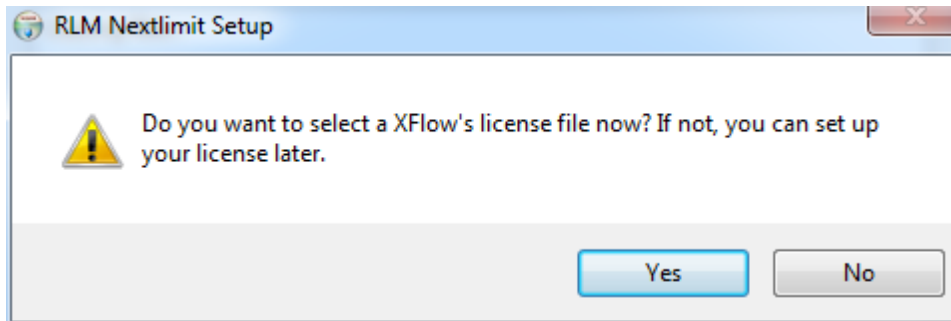 RLM Nextlimit Setup
Do you want to select a XFlow's license file now? If not, you can set up
your license later.
Yes
No